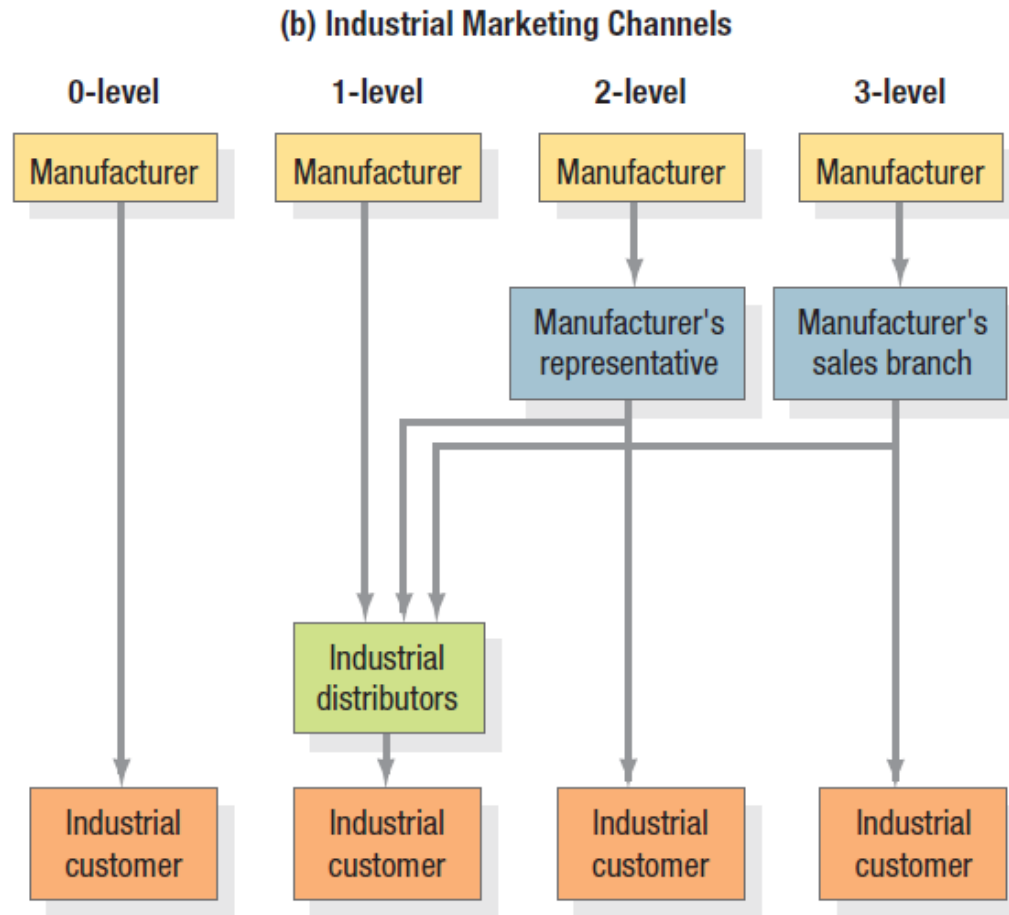 (b) Industrial Marketing Channels
0-level
1-level
2-level
3-level
Manufacturer
Manufacturer
Manufacturer
Manufacturer
Manufacturer's
representative
Manufacturer's
sales branch
Industrial
distributors
Industrial
customer
Industrial
customer
Industrial
customer
Industrial
customer